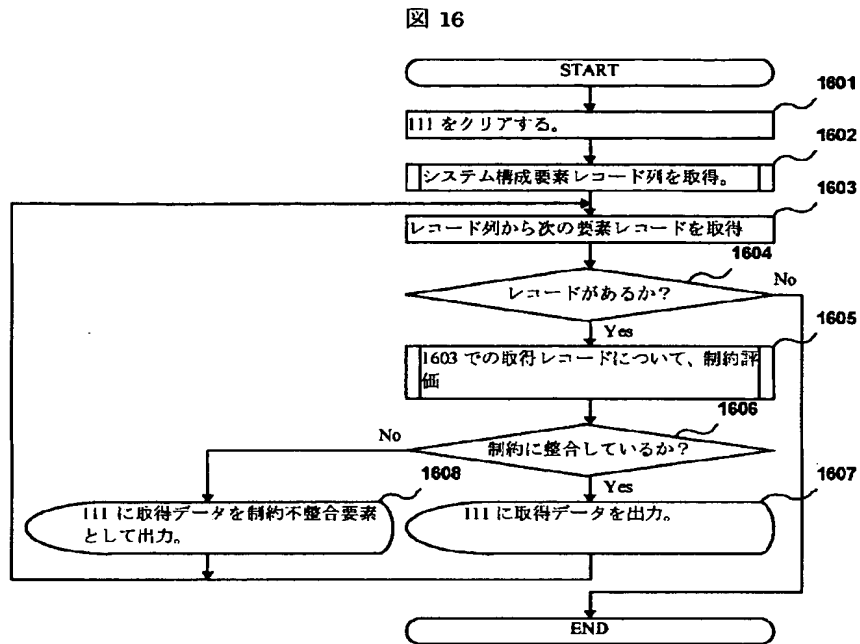 図 16
START
1601
111 をクリアする。
1602
システム構成要素レコード列を取得。
1603
レコード列から次の要素レコードを取得
1604
No
レコードがあるか?
1605
Yes
1603 での取得レコードについて、制約評
価
1606
No
制約に整合しているか?
1608
Yes
1607
111 に取得データを制約不整合要素
として出力。
111 に取得データを出力。
END